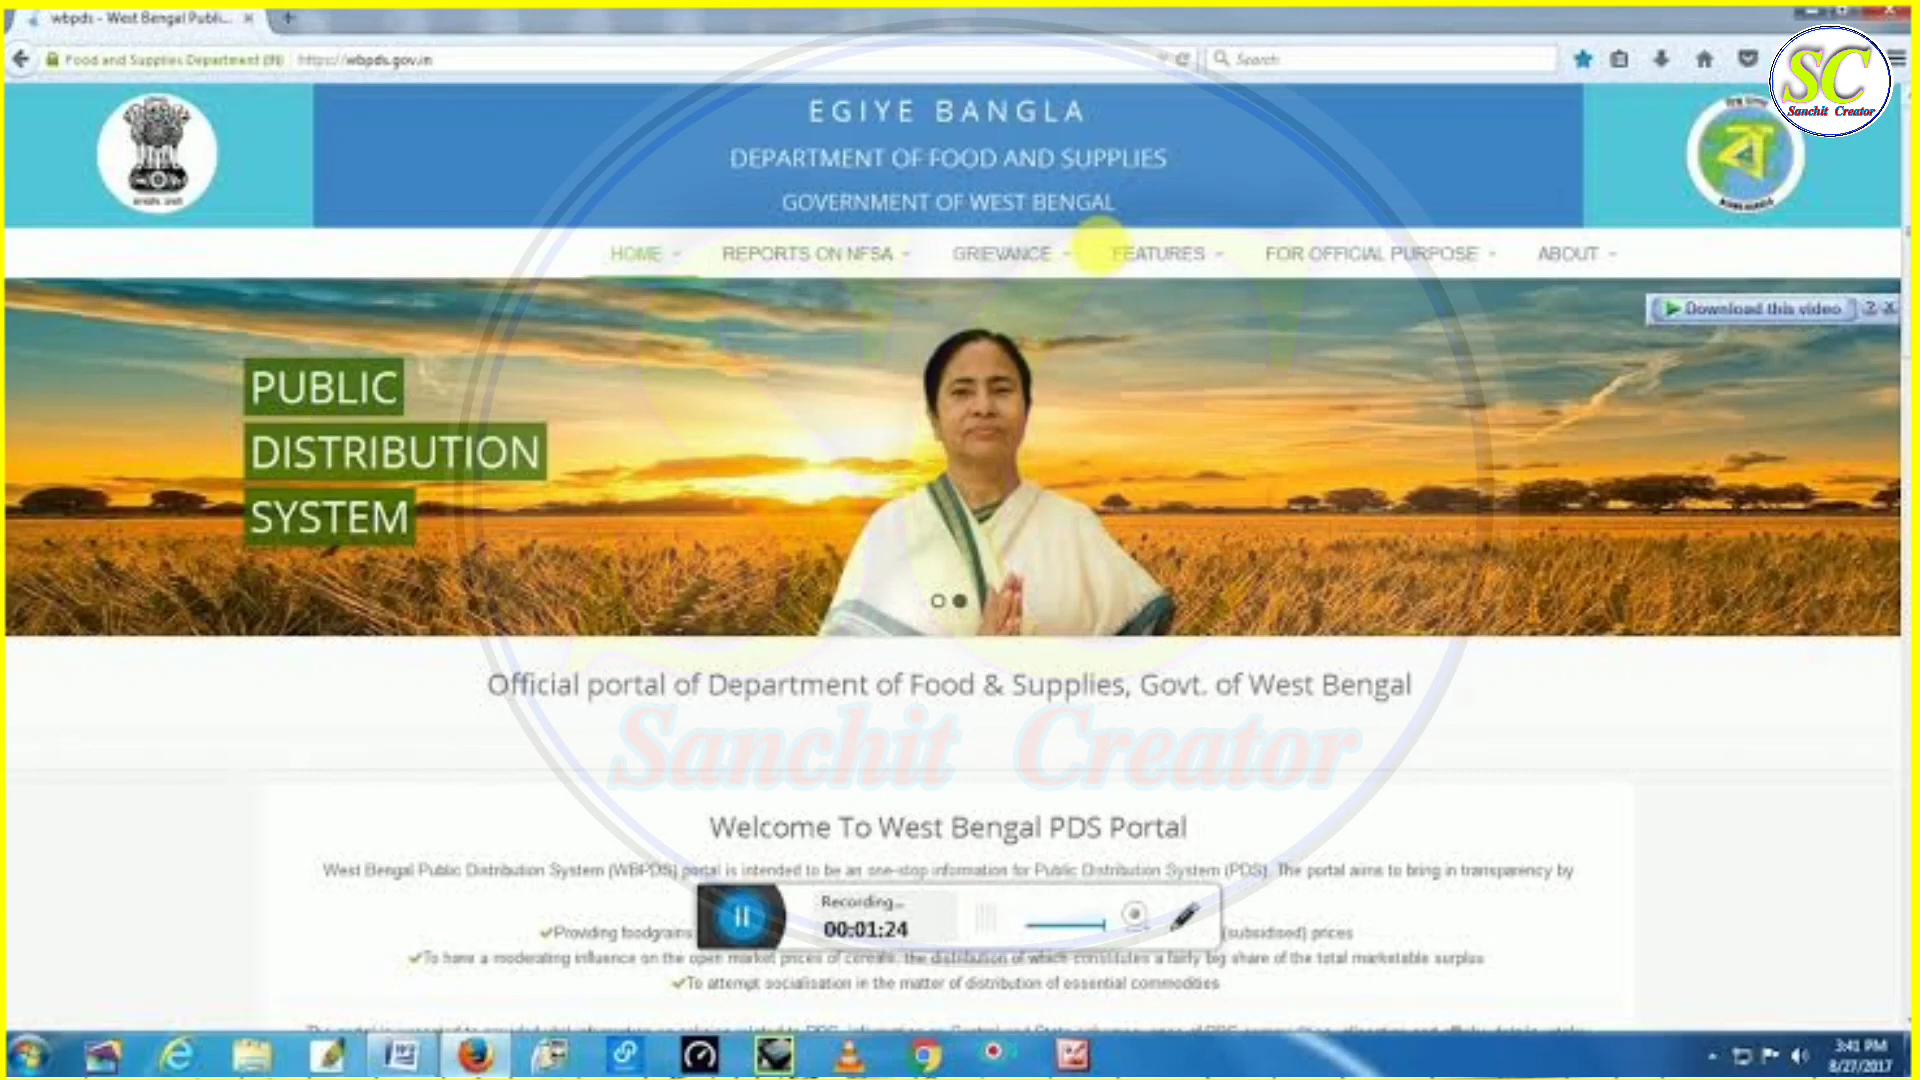 wbpds - West Bengal Publi...
Food and Supplies Department (IN)
https://wbpds.gov.in
Search
SC
Sanchit Creator
EGIYE BANGLA
DEPARTMENT OF FOOD AND SUPPLIES
GOVERNMENT OF WEST BENGAL
HOME
REPORTS ON NFSA
GRIEVANCE
FEATURES
FOR OFFICIAL PURPOSE
ABOUT
Download this video
PUBLIC
DISTRIBUTION
SYSTEM
Official portal of Department of Food & Supplies, Govt. of West Bengal
Sanchit Creator
Welcome To West Bengal PDS Portal
West Bengal Public Distribution System (WBPDS) portal is intended to be an one-stop information for Public Distribution System (PDS). The portal aims to bring in transparency by
Recording...
00:01:24
Providing foodgrains
(subsidised) prices
To have a moderating influence on the open market prices of cereals, the distribution of which constitutes a fairly big share of the total marketable surplus
To attempt socialisation in the matter of distribution of essential commodities
3:41 PM
8/27/2017